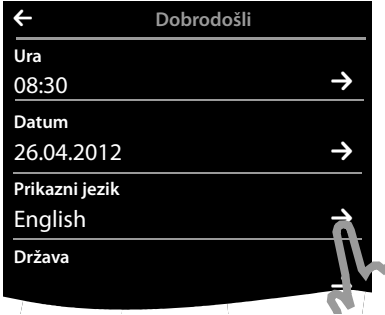 Dobrodošli
Ura
08:30
Datum
26.04.2012
Prikazni jezik
English
Država